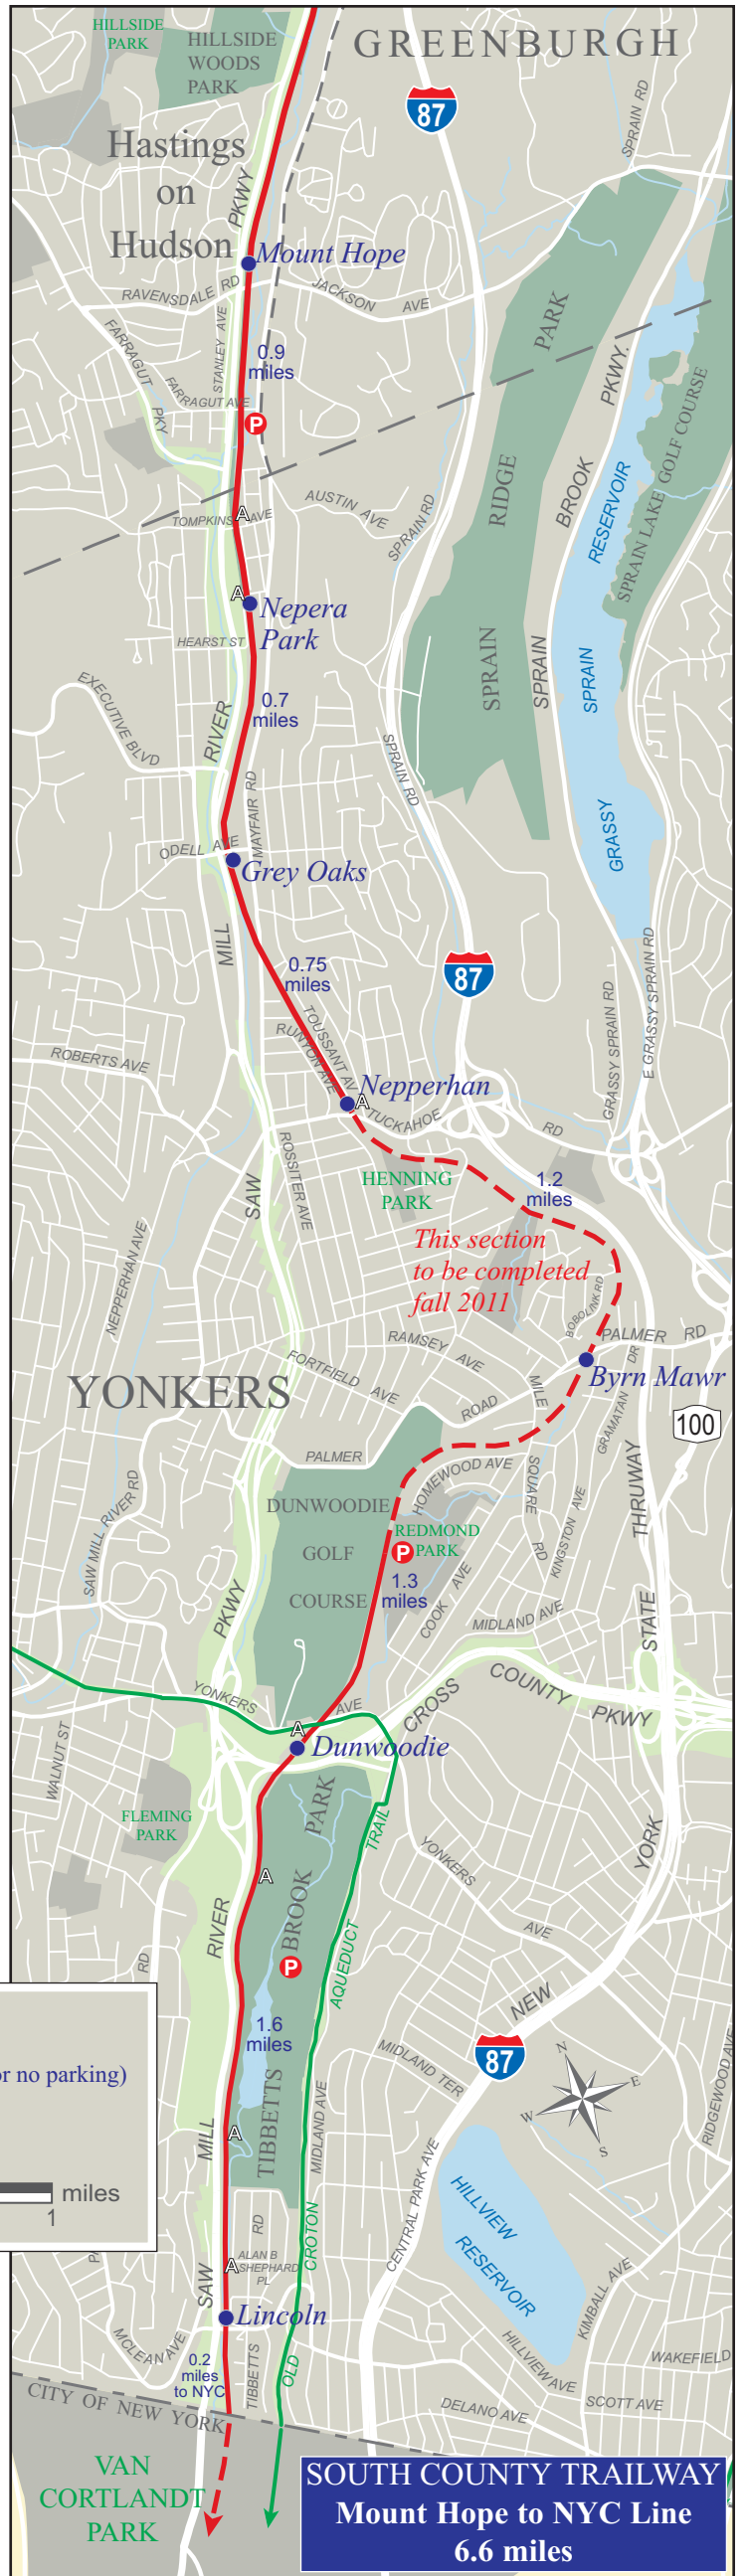 HILLSIDE
PARK
HILLSIDE
WOODS
PARK
GREENBURGH
87
SPRAIN RD
Hastings
on
Hudson
PKWY
Mount Hope
RAVENSDALE RD
JACKSON AVE
STANLEY AVE
FARRAGUT PKY
FARRAGUT AVE
0.9
miles
P
PARK
RIDGE
SPRAIN
BROOK PKWY.
SPRAIN
RESERVOIR
SPRAIN
GRASSY
SPRAIN LAKE GOLF COURSE
AUSTIN AVE
SPRAIN RD
TOMPKINS AVE
A
A
Nepera
Park
HEARST ST
EXECUTIVE BLVD
RIVER
0.7
miles
SPRAIN RD
MAYFAIR RD
ODELL AVE
Grey Oaks
MILL
87
0.75
miles
TOUSSANT AV
RUNYON AVE
GRASSY SPRAIN RD
E GRASSY SPRAIN RD
ROBERTS AVE
Nepperhan
A
TUCKAHOE RD
ROSSITER AVE
SAW
HENNING
PARK
1.2
miles
NEPPERHAN AVE
This section
to be completed
fall 2011
BOBOLINK RD
RAMSEY AVE
PALMER RD
Byrn Mawr
FORTFIELD AVE
YONKERS
MILE
SQUARE
RD
GRAMATAN DR
100
PALMER
ROAD
HOMEWOOD AVE
THRUWAY
SAW MILL RIVER RD
DUNWOODIE
GOLF
COURSE
REDMOND
PARK
P
KINGSTON AVE
1.3
miles
COOK AVE
MIDLAND AVE
STATE
PKWY
YONKERS AVE
CROSS COUNTY PKWY
WALNUT ST
A
Dunwoodie
FLEMING
PARK
PARK
TRAIL
YORK
YONKERS AVE
A
BROOK
RIVER
RD
P
AQUEDUCT
NEW
1.6
miles
MIDLAND TER
87
N
E
W
S
RIDGEWOOD AVE
r no parking)
MILL
A
TIBBETTS
MIDLAND AVE
miles
1
CENTRAL PARK AVE
HILLVIEW
RESERVOIR
RD
CROTON
ALAN B
SHEPHARD
PL
A
SAW
Lincoln
KIMBALL AVE
MCLEAN AVE
0.2
miles
to NYC
TIBBETTS
OLD
HILLVIEW AVE
WAKEFIELD
CITY OF NEW YORK
DELANO AVE
SCOTT AVE
VAN
CORTLANDT
PARK
SOUTH COUNTY TRAILWAY
Mount Hope to NYC Line
6.6 miles